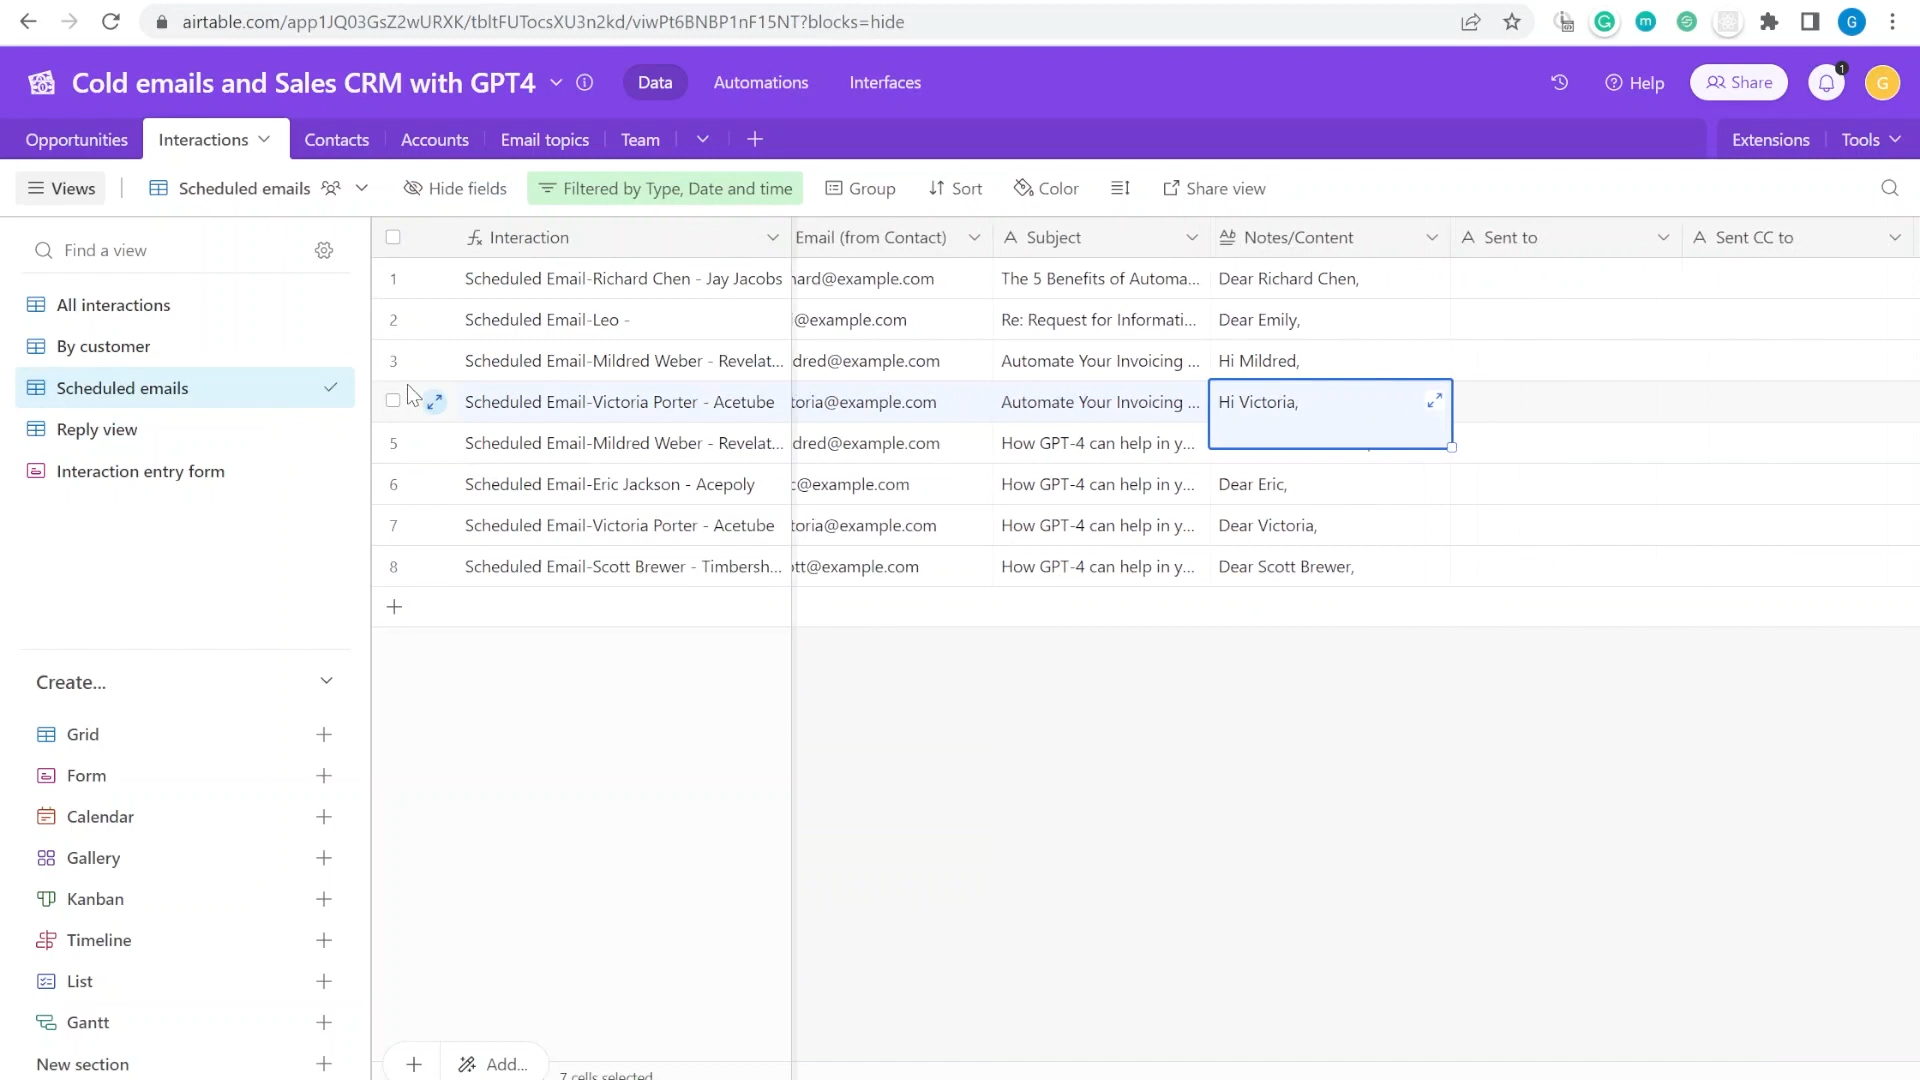 airtable.com/app1JQ03GsZ2wURXK/tbltFUTocsXU3n2kd/viwPt6BNBP1nF15NT?blocks=hide
G
m
G
Cold emails and Sales CRM with GPT4
Data
Automations
Interfaces
Help
Share
1
G
Opportunities
Interactions
Contacts
Accounts
Email topics
Team
Extensions
Tools
Views
Scheduled emails
Hide fields
Filtered by Type, Date and time
Group
Sort
Color
Share view
Find a view
All interactions
By customer
Scheduled emails
Reply view
Interaction entry form
Create...
Grid
Form
Calendar
Gallery
Kanban
Timeline
List
Gantt
New section
Interaction Email (from Contact) A Subject Notes/Content A Sent to A Sent CC to
1 Scheduled Email-Richard Chen - Jay Jacobs hard@example.com The 5 Benefits of Automa... Dear Richard Chen,
2 Scheduled Email-Leo - i@example.com Re: Request for Informati... Dear Emily,
3 Scheduled Email-Mildred Weber - Revelat... dred@example.com Automate Your Invoicing ... Hi Mildred,
Scheduled Email-Victoria Porter - Acetube toria@example.com Automate Your Invoicing ... Hi Victoria,
5 Scheduled Email-Mildred Weber - Revelat... dred@example.com How GPT-4 can help in y...
6 Scheduled Email-Eric Jackson - Acepoly c@example.com How GPT-4 can help in y... Dear Eric,
7 Scheduled Email-Victoria Porter - Acetube toria@example.com How GPT-4 can help in y... Dear Victoria,
8 Scheduled Email-Scott Brewer - Timbersh... ott@example.com How GPT-4 can help in y... Dear Scott Brewer,
Add...
7 cells selected